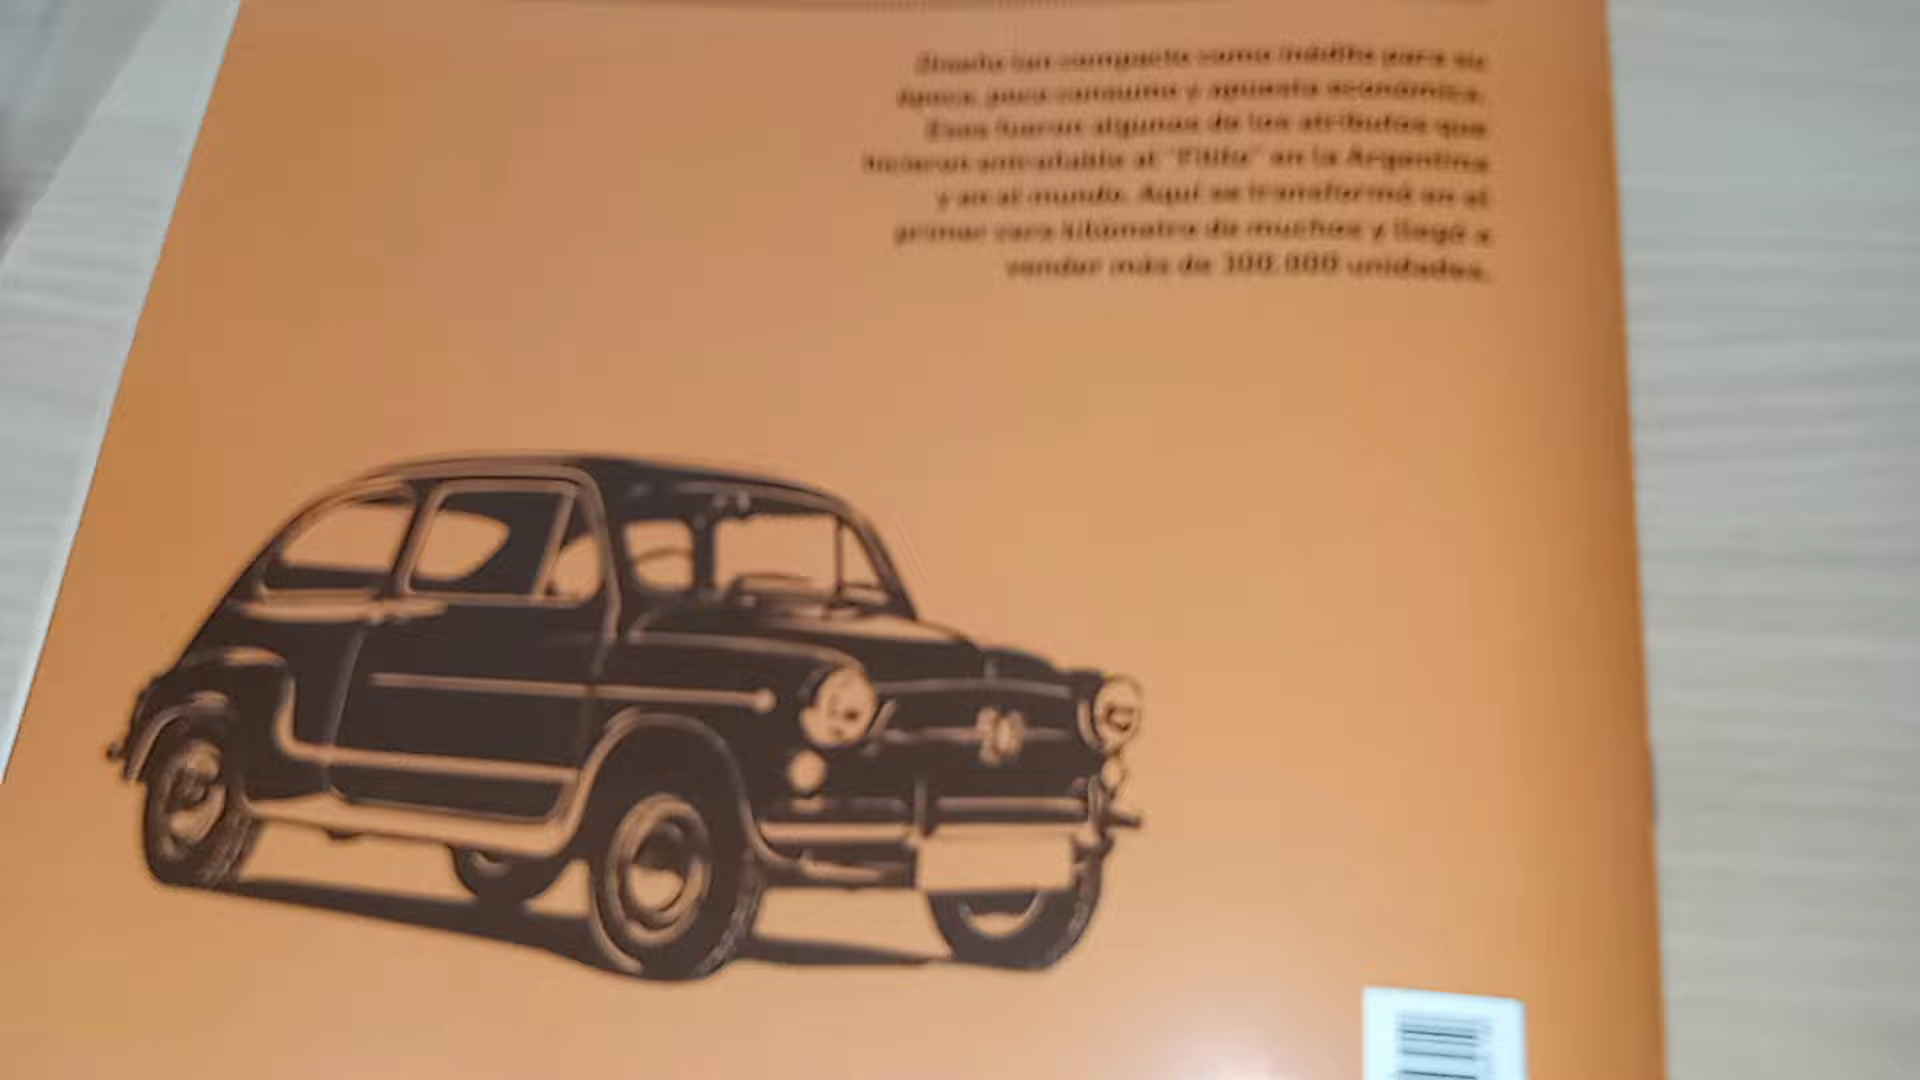 Diseño tan compacto como inédito para su
época, poco consumo y apuesta económica.
Esos fueron algunos de los atributos que
hicieron entrañable al "Fitito" en la Argentina
y en el mundo. Aquí se transformó en el
primer cero kilómetro de muchos y llegó a
vender más de 300.000 unidades.